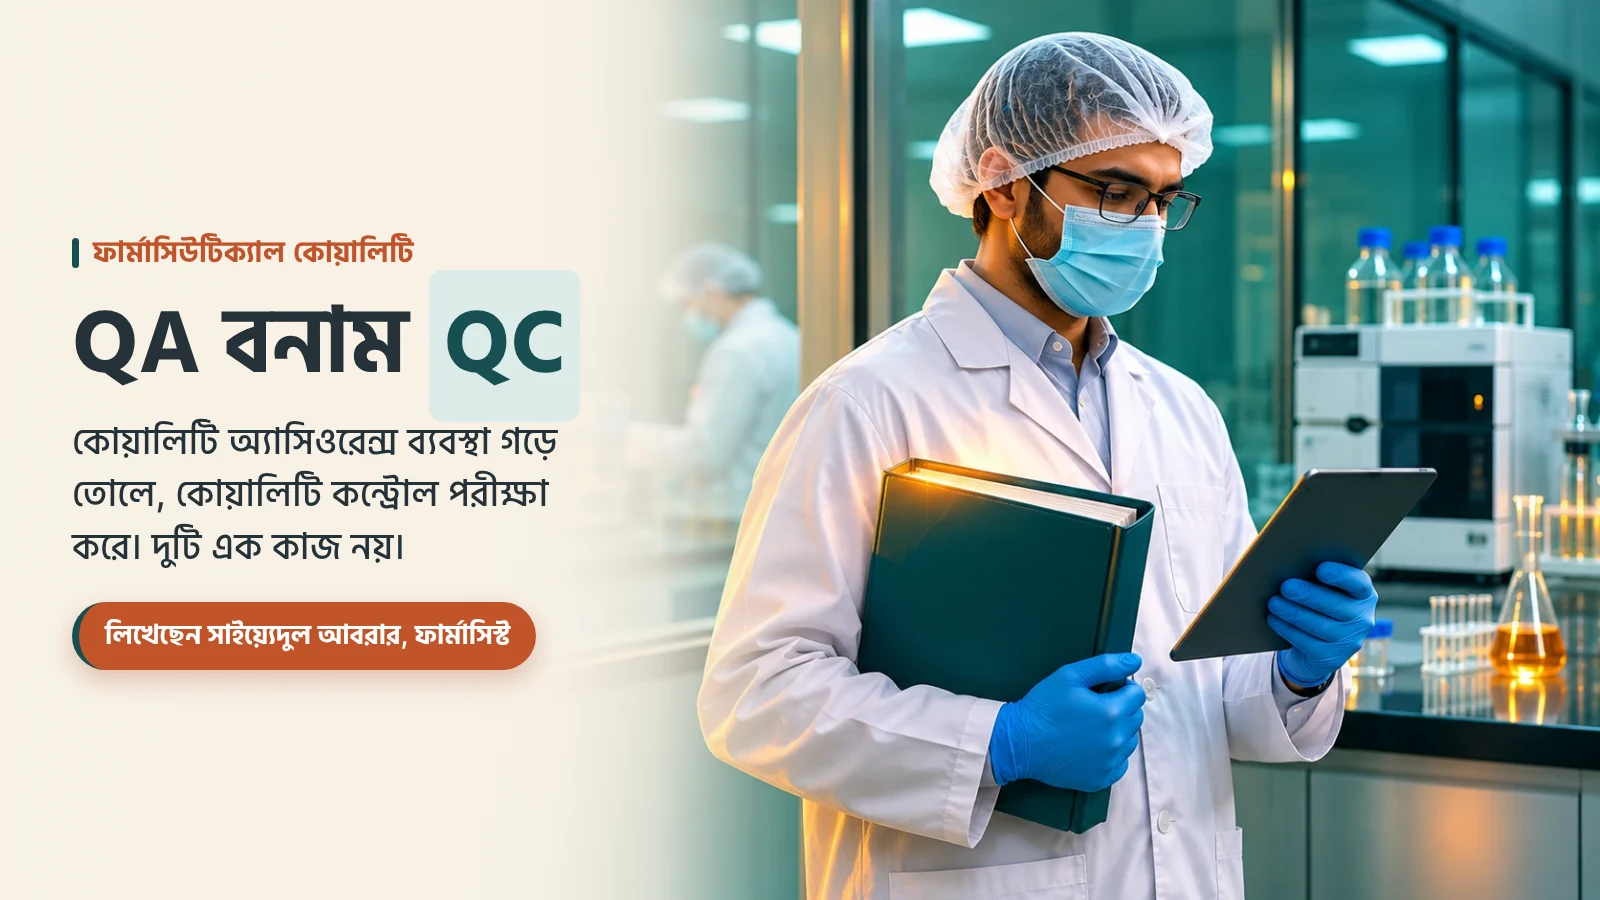 ফার্মাসিউটিক্যাল কোয়ালিটি
QA বনাম QC
কোয়ালিটি অ্যাসিওরেন্স ব্যবস্থা গড়ে
তোলে, কোয়ালিটি কন্ট্রোল পরীক্ষা
করে। দুটি এক কাজ নয়।
লিখেছেন সাইয়্যেদুল আবরার, ফার্মাসিস্ট